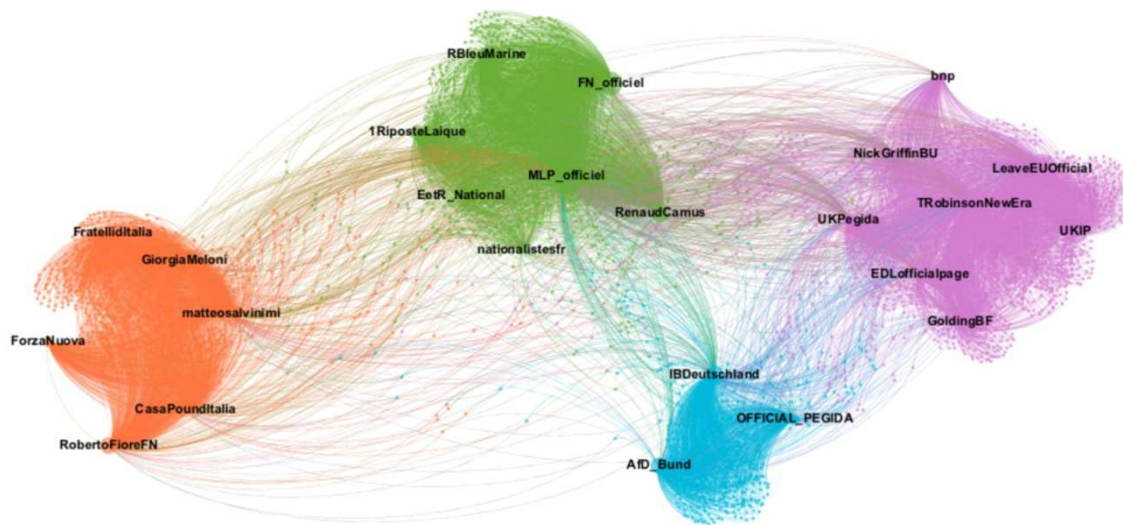 RBleuMarine
FN_officiel
bnp
1RiposteLaique
NickGriffinBU
LeaveEUOfficial
MLP_officiel
EetR_National
TRobinsonNewEra
RenaudCamus
UKPegida
UKIP
FratellidItalia
nationalistesfr
GiorgiaMeloni
EDLofficialpage
matteosalvinimi
GoldingBF
ForzaNuova
IBDeutschland
CasaPoundItalia
OFFICIAL_PEGIDA
RobertoFioreFN
AfD_Bund